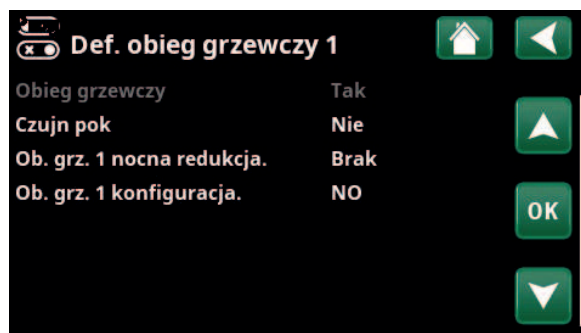 Def. obieg grzewczy 1
Obieg grzewczy Tak
Czujn pok Nie
Ob. grz. 1 nocna redukcja. Brak
Ob. grz. 1 konfiguracja. NO
OK